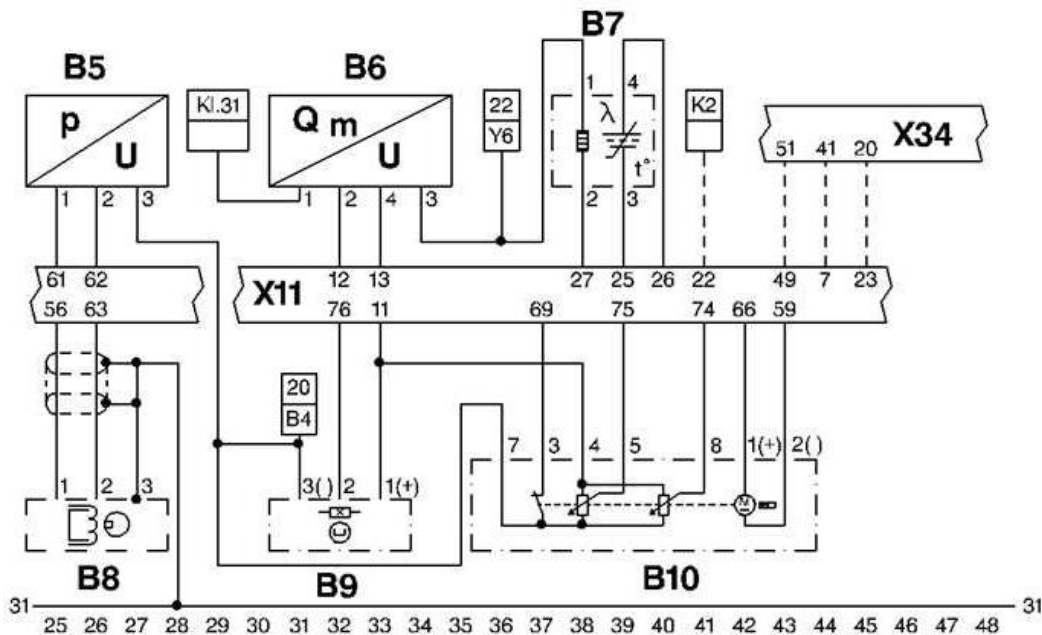 B5 B6 B7
Kl.31 22 1 4 K2
p Q m Y6 λ X34
U U 51 41 20
t°
1 2 3 1 2 4 3 2 3
61 62 12 13 27 25 26 22 49 7 23
X11
56 63 76 11 69 75 74 66 59
20
B4
7 3 4 5 8 1(+) 2( )
1 2 3 3( ) 2 1(+)
M
B8 B9 B10
31 31
25 26 27 28 29 30 31 32 33 34 35 36 37 38 39 40 41 42 43 44 45 46 47 48